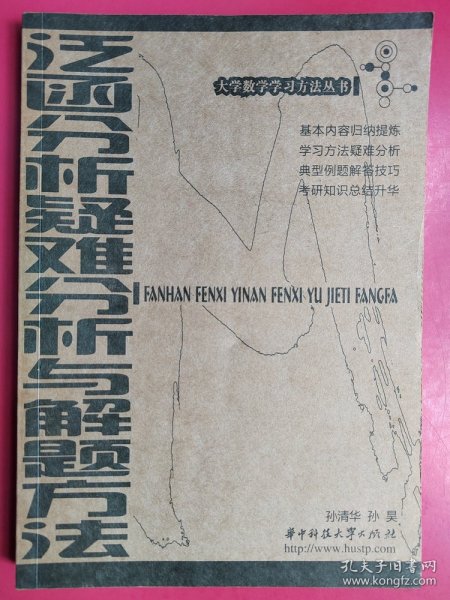 大学数学学习方法丛书
基本内容归纳提炼
学习方法疑难分析
典型例题解答技巧
考研知识总结升华
泛函分析疑难分析与解题方法
FANHAN FENXI YINAN FENXI YU JIETI FANGFA
孙清华 孙昊
华中科技大学出版社
http://www.hustp.com
孔夫子旧书网
www.kongfz.com